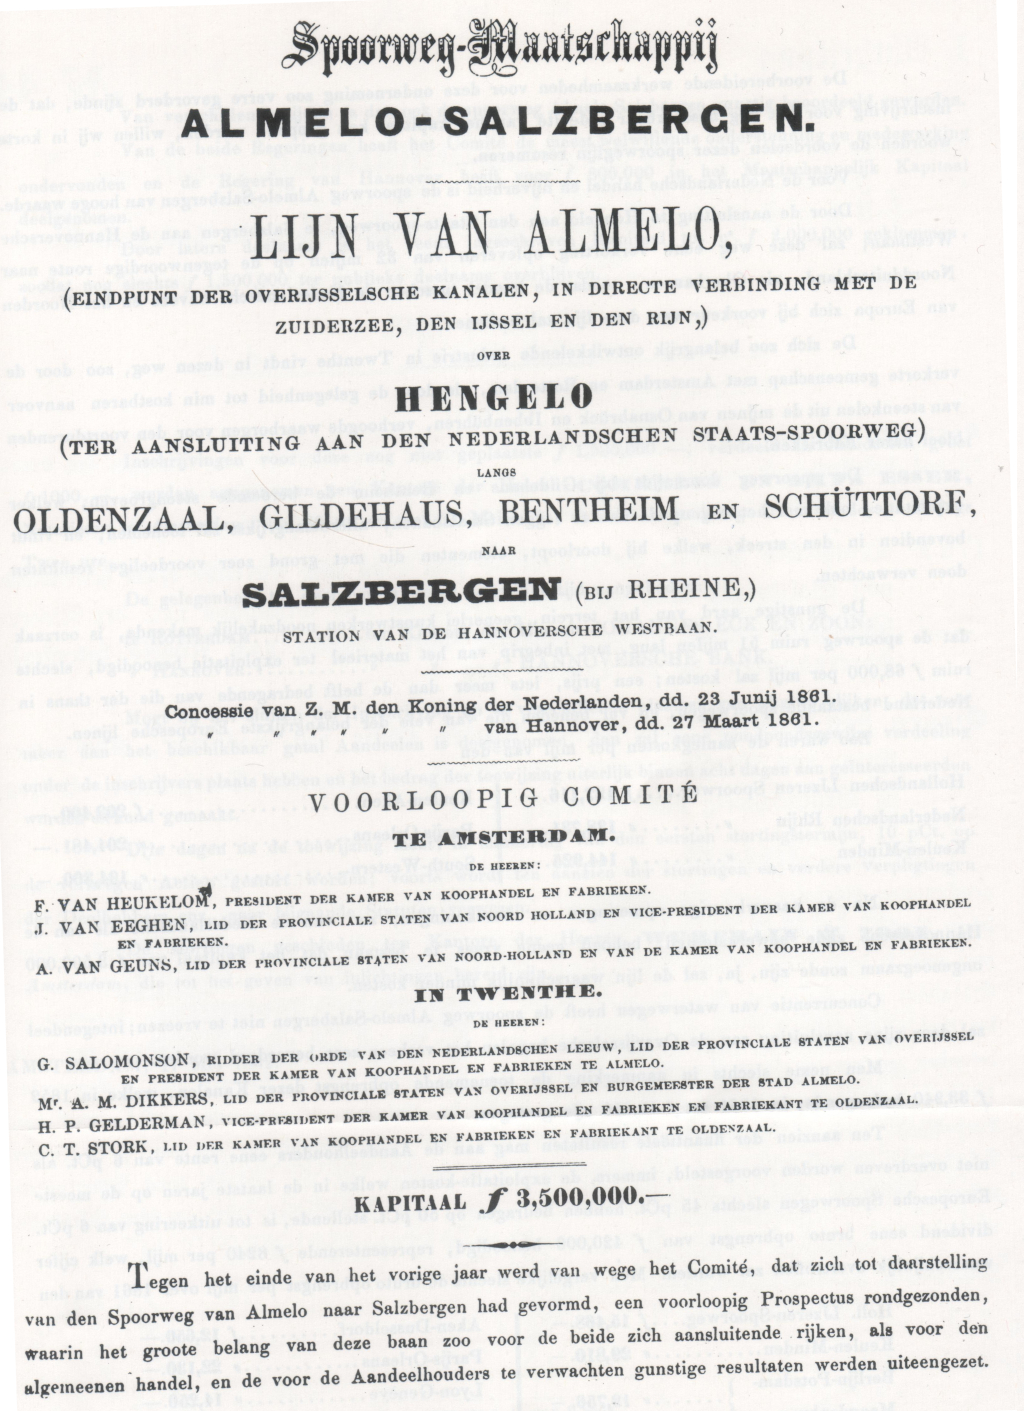 Spoorweg-Maatschappij
ALMELO-SALZBERGEN.
LIJN VAN ALMELO,
(EINDPUNT DER OVERIJSSELSCHE KANALEN, IN DIRECTE VERBINDING MET DE
ZUIDERZEE, DEN IJSSEL EN DEN RIJN,)
OVER
HENGELO
(TER AANSLUITING AAN DEN NEDERLANDSCHEN STAATS-SPOORWEG)
LANGS
OLDENZAAL, GILDEHAUS, BENTHEIM EN SCHÜTTORF,
NAAR
SALZBERGEN (BIJ RHEINE,)
STATION VAN DE HANNOVERSCHE WESTBAAN.
Concessie van Z. M. den Koning der Nederlanden, dd. 23 Junij 1861.
„ „ „ „ „ van Hannover, dd. 27 Maart 1861.
VOORLOOPIG COMITÉ
TE AMSTERDAM.
DE HEEREN:
F. VAN HEUKELOM, PRESIDENT DER KAMER VAN KOOPHANDEL EN FABRIEKEN.
J. VAN EEGHEN, LID DER PROVINCIALE STATEN VAN NOORD HOLLAND EN VICE-PRESIDENT DER KAMER VAN KOOPHANDEL
EN FABRIEKEN.
A. VAN GEUNS, LID DER PROVINCIALE STATEN VAN NOORD-HOLLAND EN VAN DE KAMER VAN KOOPHANDEL EN FABRIEKEN.
IN TWENTHE.
DE HEEREN:
G. SALOMONSON, RIDDER DER ORDE VAN DEN NEDERLANDSCHEN LEEUW, LID DER PROVINCIALE STATEN VAN OVERIJSSEL
EN PRESIDENT DER KAMER VAN KOOPHANDEL EN FABRIEKEN TE ALMELO.
Mr. A. M. DIKKERS, LID DER PROVINCIALE STATEN VAN OVERIJSSEL EN BURGEMEESTER DER STAD ALMELO.
H. P. GELDERMAN, VICE-PRESIDENT DER KAMER VAN KOOPHANDEL EN FABRIEKEN EN FABRIKANT TE OLDENZAAL.
C. T. STORK, LID DER KAMER VAN KOOPHANDEL EN FABRIEKEN EN FABRIKANT TE OLDENZAAL.
KAPITAAL ƒ 3,500,000.—
Tegen het einde van het vorige jaar werd van wege het Comité, dat zich tot daarstelling
van den Spoorweg van Almelo naar Salzbergen had gevormd, een voorloopig Prospectus rondgezonden,
waarin het groote belang van deze baan zoo voor de beide zich aansluitende rijken, als voor den
algemeenen handel, en de voor de Aandeelhouders te verwachten gunstige resultaten werden uiteengezet.